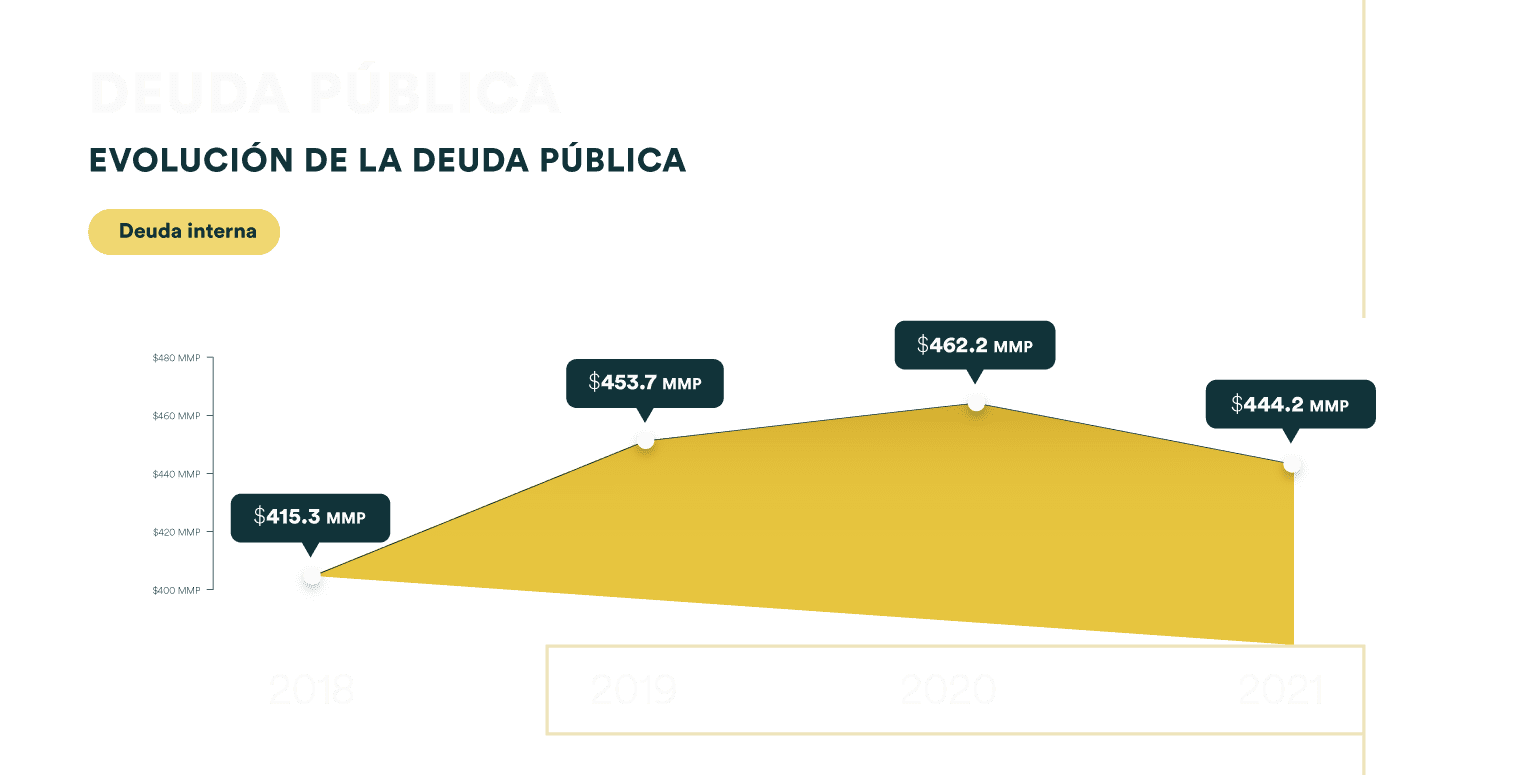 DEUDA PÚBLICA
EVOLUCIÓN DE LA DEUDA PÚBLICA
Deuda interna
$462.2 MMP
$480 MMP
$453.7 MMP
$444.2 MMP
$460 MMP
$440 MMP
$415.3 MMP
$420 MMP
$400 MMP
2018
2019
2020
2021